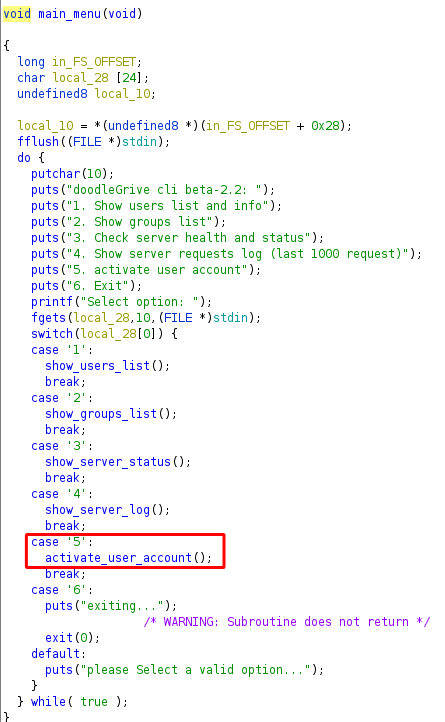 void main_menu(void)
{
long in_FS_OFFSET;
char local_28 [24];
undefined8 local_10;
local_10 = *(undefined8 *)(in_FS_OFFSET + 0x28);
fflush((FILE *)stdin);
do {
putchar(10);
puts("doodleGrive cli beta-2.2: ");
puts("1. Show users list and info");
puts("2. Show groups list");
puts("3. Check server health and status");
puts("4. Show server requests log (last 1000 request)");
puts("5. activate user account");
puts("6. Exit");
printf("Select option: ");
fgets(local_28,10,(FILE *)stdin);
switch(local_28[0]) {
case '1':
show_users_list();
break;
case '2':
show_groups_list();
break;
case '3':
show_server_status();
break;
case '4':
show_server_log();
break;
case '5':
activate_user_account();
break;
case '6':
puts("exiting...");
/* WARNING: Subroutine does not return */
exit(0);
default:
puts("please Select a valid option...");
}
} while( true );
}